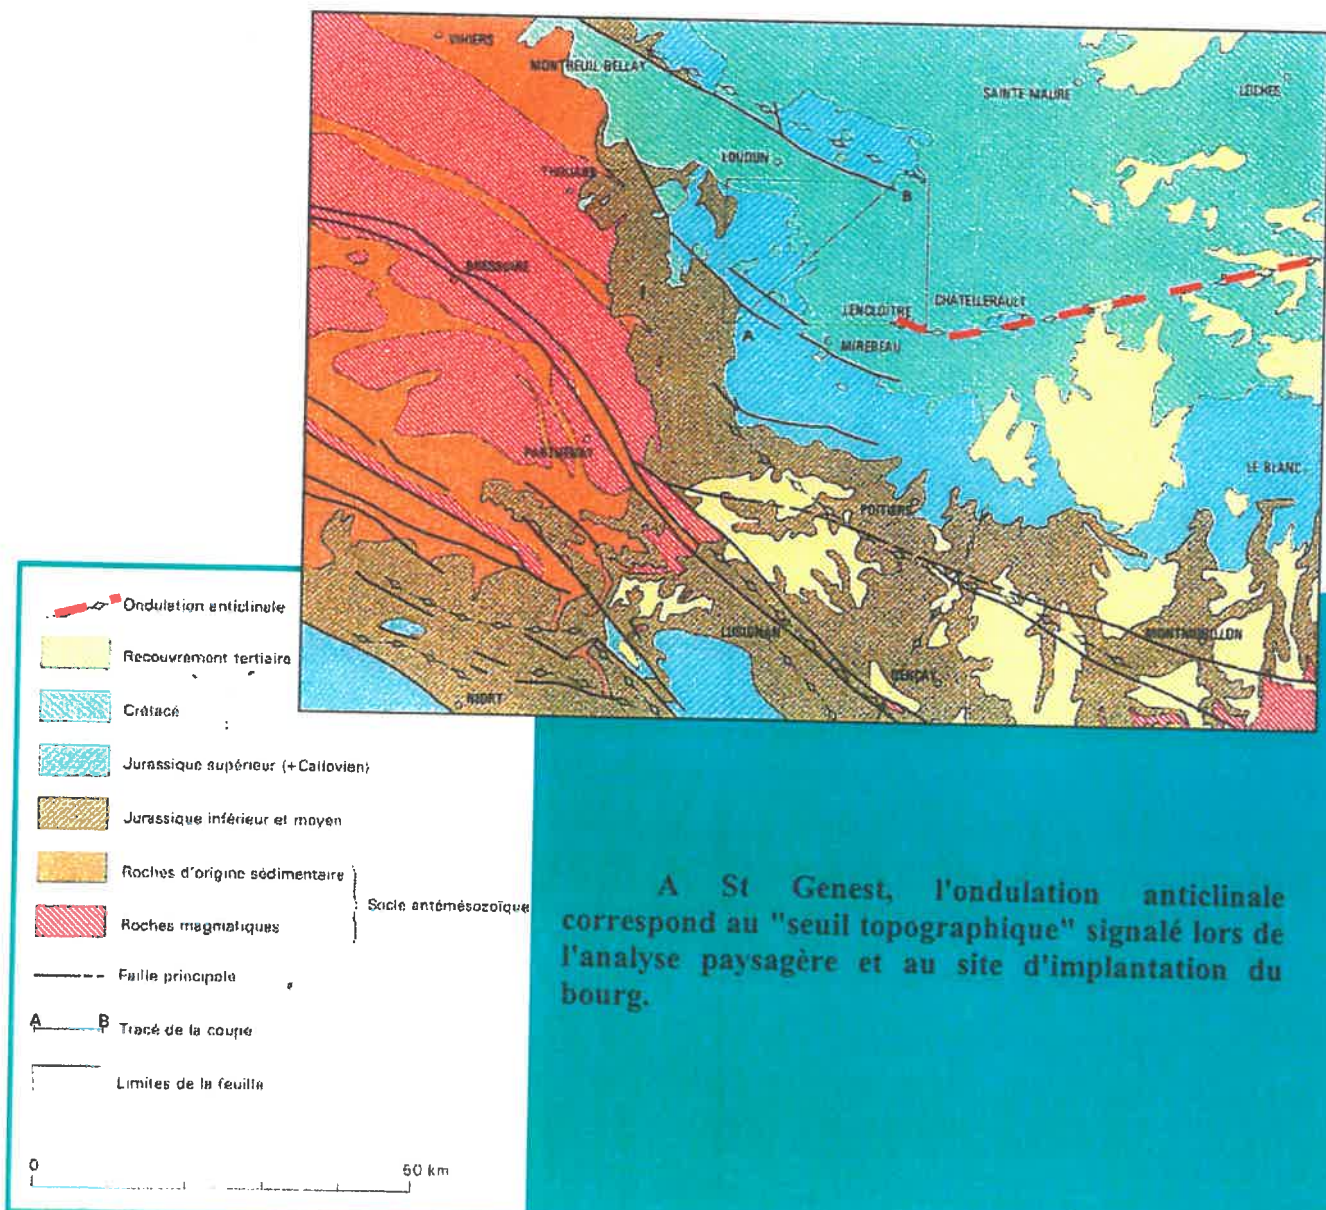 VIHIERS
MONTREUIL-BELLAY
SAINTE MAURE
LOCHES
LOUDUN
THOUARS
B
BRESSUIRE
LENCLOITRE
CHATELLERAULT
A
MIREBEAU
PARTHENAY
LE BLANC
POITIERS
LUSIGNAN
MONTMORILLON
GENÇAY
NIORT
Ondulation anticlinale
Recouvrement tertiaire
Crétacé
Jurassique supérieur (+Callovien)
Jurassique inférieur et moyen
Roches d'origine sédimentaire
Socle antémésozoïque
Roches magmatiques
Faille principale
A B Tracé de la coupe
Limites de la feuille
0 50 km
A St Genest, l'ondulation anticlinale
correspond au "seuil topographique" signalé lors de
l'analyse paysagère et au site d'implantation du
bourg.